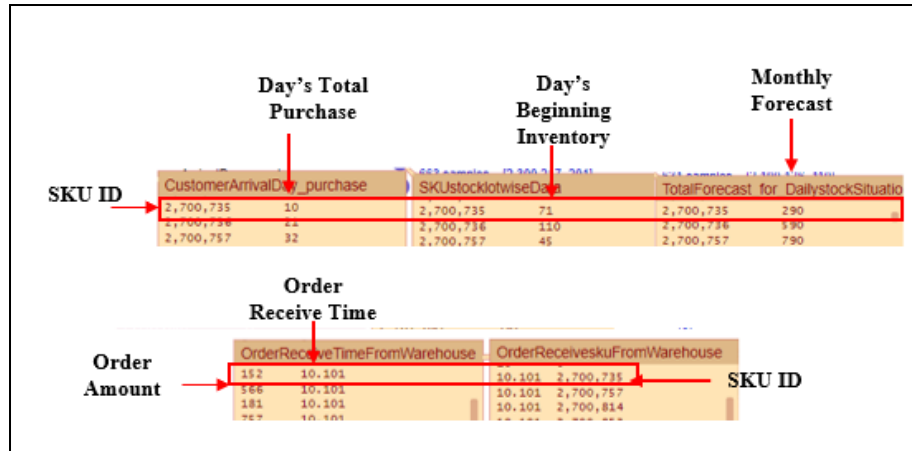 Day's Total
Purchase
Day's
Beginning
Inventory
Monthly
Forecast
SKU ID
CustomerArrivalDay_purchase
SKUstocklotwiseData
TotalForecast_for_DailystockSituatio
2,700,735 10
2,700,735 71
2,700,735 290
2,700,736 21
2,700,736 110
2,700,736 590
2,700,757 32
2,700,757 45
2,700,757 790
Order
Receive Time
Order
Amount
OrderReceiveTimeFromWarehouse
OrderReceiveskuFromWarehouse
SKU ID
152 10.101
10.101 2,700,735
566 10.101
10.101 2,700,757
181 10.101
10.101 2,700,814
757 10.101